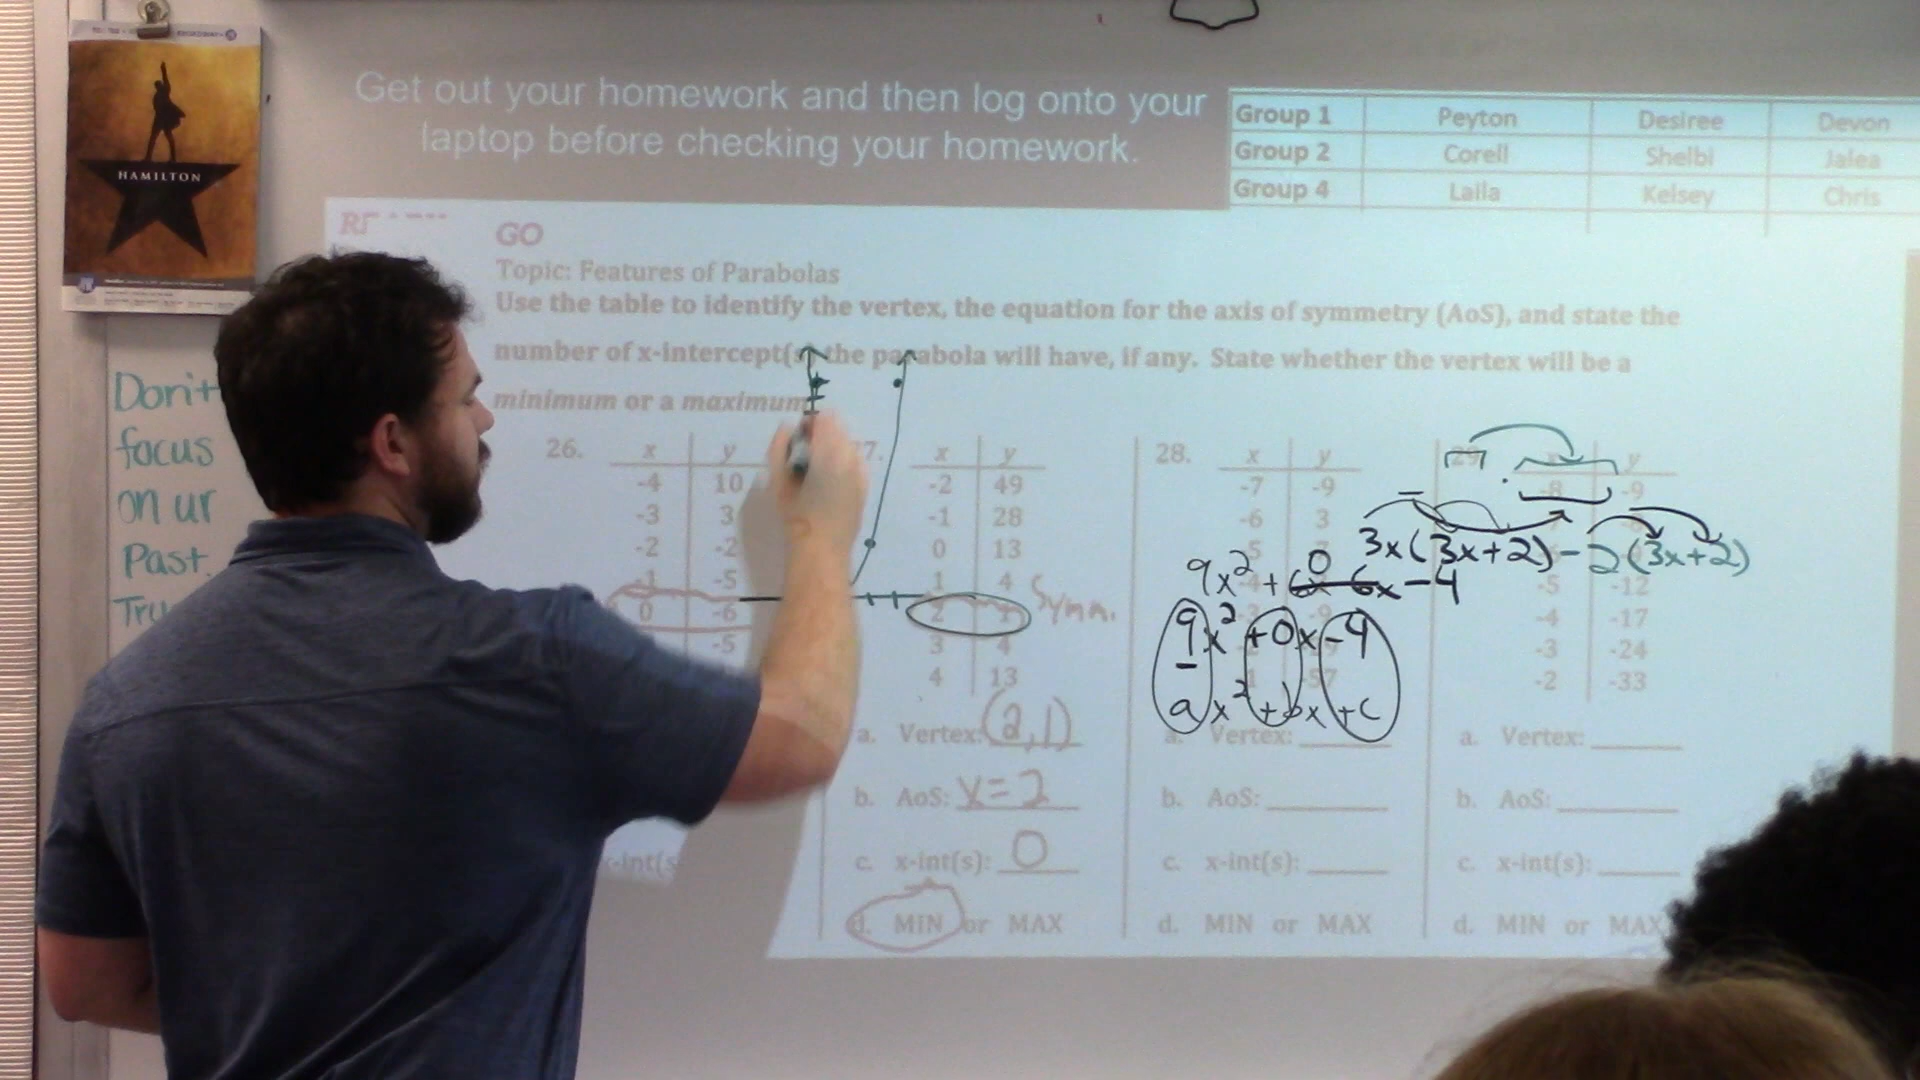 HAMILTON
Get out your homework and then log onto your
laptop before checking your homework.
Group 1 Peyton Desiree Devon
Group 2 Corell Shelbi Jalea
Group 4 Laila Kelsey Chris
GO
Topic: Features of Parabolas
Use the table to identify the vertex, the equation for the axis of symmetry (AoS), and state the
number of x-intercept( the parabola will have, if any. State whether the vertex will be a
minimum or a maximum
Don't
focus
on ur
Past.
26.
x y
-4 10
-3 3
-2 -2
-1 -5
0 -6
-5
x-int(s
7.
x y
-2 49
-1 28
0 13
1 4
2 1
3 4
4 13
Symm.
a. Vertex: (2,1)
b. AoS: x=2
c. x-int(s): 0
d. MIN or MAX
28.
x y
-7 -9
-6 3
-5
3x(3x+2)-2(3x+2)
0
9x²+6x-6x-4
9x²+0x-4
ax²+bx+c
a. Vertex:
b. AoS:
c. x-int(s):
d. MIN or MAX
29
y
-8 -9
-5 -12
-4 -17
-3 -24
-2 -33
a. Vertex:
b. AoS:
c. x-int(s):
d. MIN or MAX